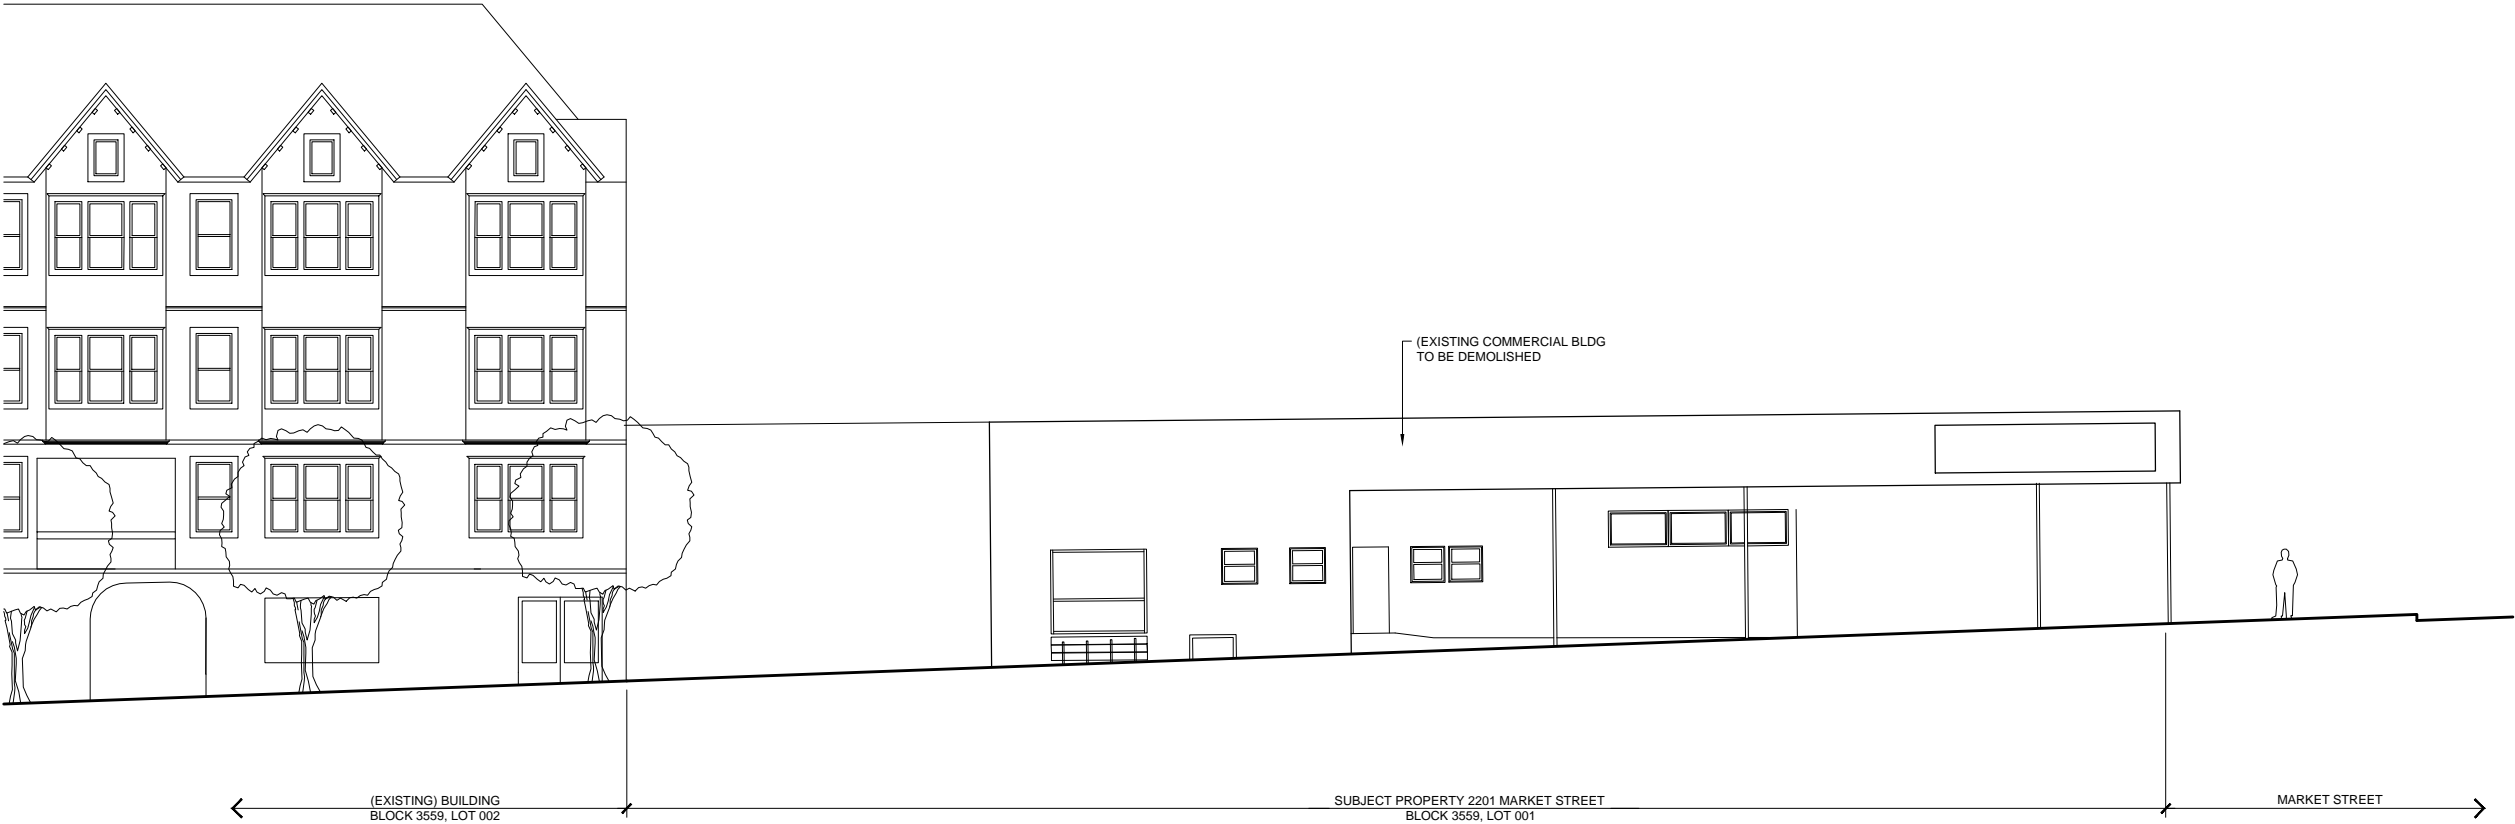 (EXISTING COMMERCIAL BLDG
TO BE DEMOLISHED
(EXISTING) BUILDING
BLOCK 3559, LOT 002
SUBJECT PROPERTY 2201 MARKET STREET
BLOCK 3559, LOT 001
MARKET STREET